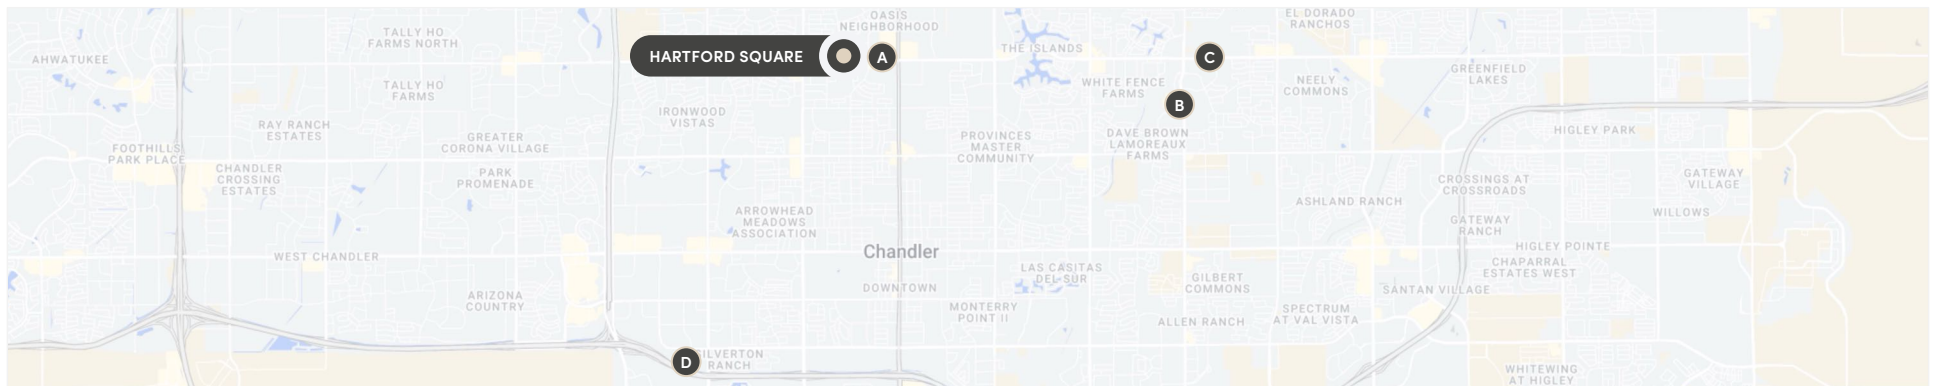 OASIS
NEIGHBORHOOD
EL DORADO
RANCHOS
TALLY HO
FARMS NORTH
THE ISLANDS
AHWATUKEE
HARTFORD SQUARE
A
C
GREENFIELD
LAKES
TALLY HO
FARMS
WHITE FENCE
FARMS
NEELY
COMMONS
B
IRONWOOD
VISTAS
RAY RANCH
ESTATES
GREATER
CORONA VILLAGE
PROVINCES
MASTER
COMMUNITY
DAVE BROWN
LAMOREAUX
FARMS
HIGLEY PARK
FOOTHILLS
PARK PLACE
CHANDLER
CROSSING
ESTATES
PARK
PROMENADE
CROSSINGS AT
CROSSROADS
GATEWAY
VILLAGE
ASHLAND RANCH
ARROWHEAD
MEADOWS
ASSOCIATION
WILLOWS
GATEWAY
RANCH
Chandler
HIGLEY POINTE
WEST CHANDLER
LAS CASITAS
DEL SUR
CHAPARRAL
ESTATES WEST
GILBERT
COMMONS
DOWNTOWN
SANTAN VILLAGE
ARIZONA
COUNTRY
MONTERRY
POINT II
SPECTRUM
AT VAL VISTA
ALLEN RANCH
D
ILVERTON
RANCH
WHITEWING
AT HIGLEY